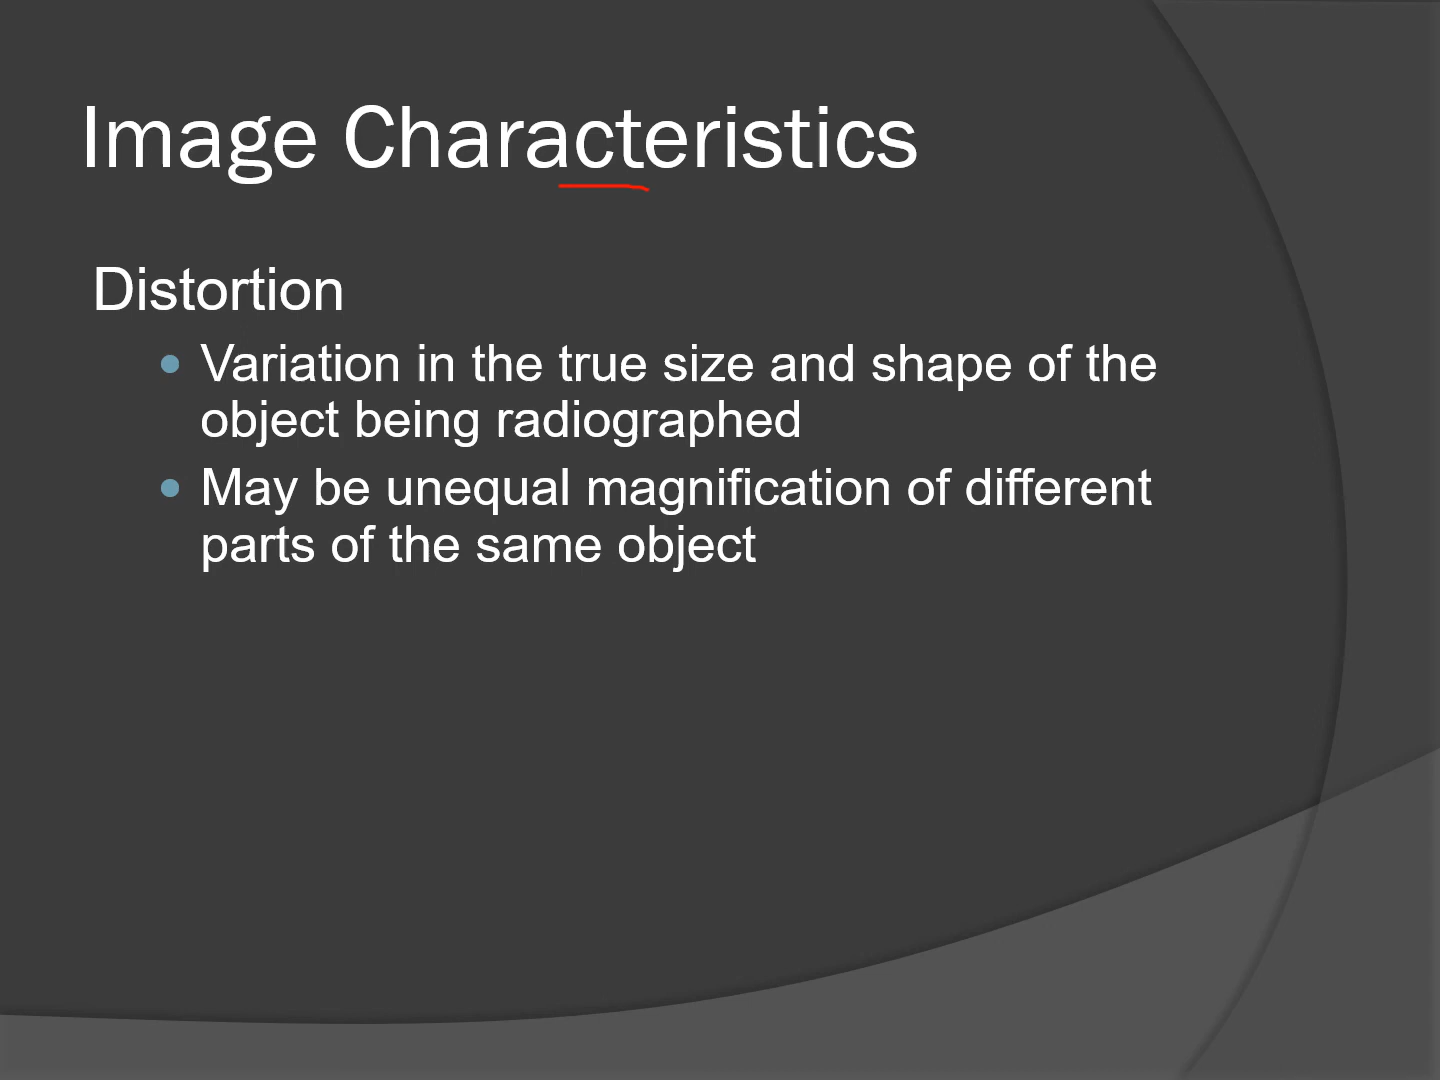 Image Characteristics
Distortion
Variation in the true size and shape of the
object being radiographed
May be unequal magnification of different
parts of the same object